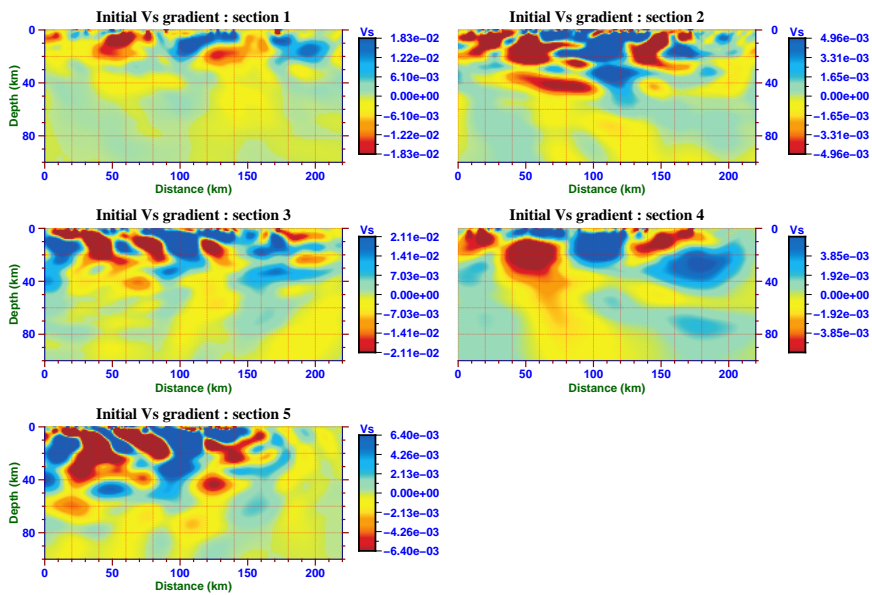 Initial Vs gradient : section 1
Vs
0
40
80
Depth (km)
0 50 100 150 200
Distance (km)
1.83e−02
1.22e−02
6.10e−03
0.00e+00
−6.10e−03
−1.22e−02
−1.83e−02
Initial Vs gradient : section 2
Vs
0
40
80
0 50 100 150 200
Distance (km)
4.96e−03
3.31e−03
1.65e−03
0.00e+00
−1.65e−03
−3.31e−03
−4.96e−03
Initial Vs gradient : section 3
Vs
0
40
80
Depth (km)
0 50 100 150 200
Distance (km)
2.11e−02
1.41e−02
7.03e−03
0.00e+00
−7.03e−03
−1.41e−02
−2.11e−02
Initial Vs gradient : section 4
Vs
0
40
80
0 50 100 150 200
Distance (km)
3.85e−03
1.92e−03
0.00e+00
−1.92e−03
−3.85e−03
Initial Vs gradient : section 5
Vs
0
40
80
Depth (km)
0 50 100 150 200
Distance (km)
6.40e−03
4.26e−03
2.13e−03
0.00e+00
−2.13e−03
−4.26e−03
−6.40e−03